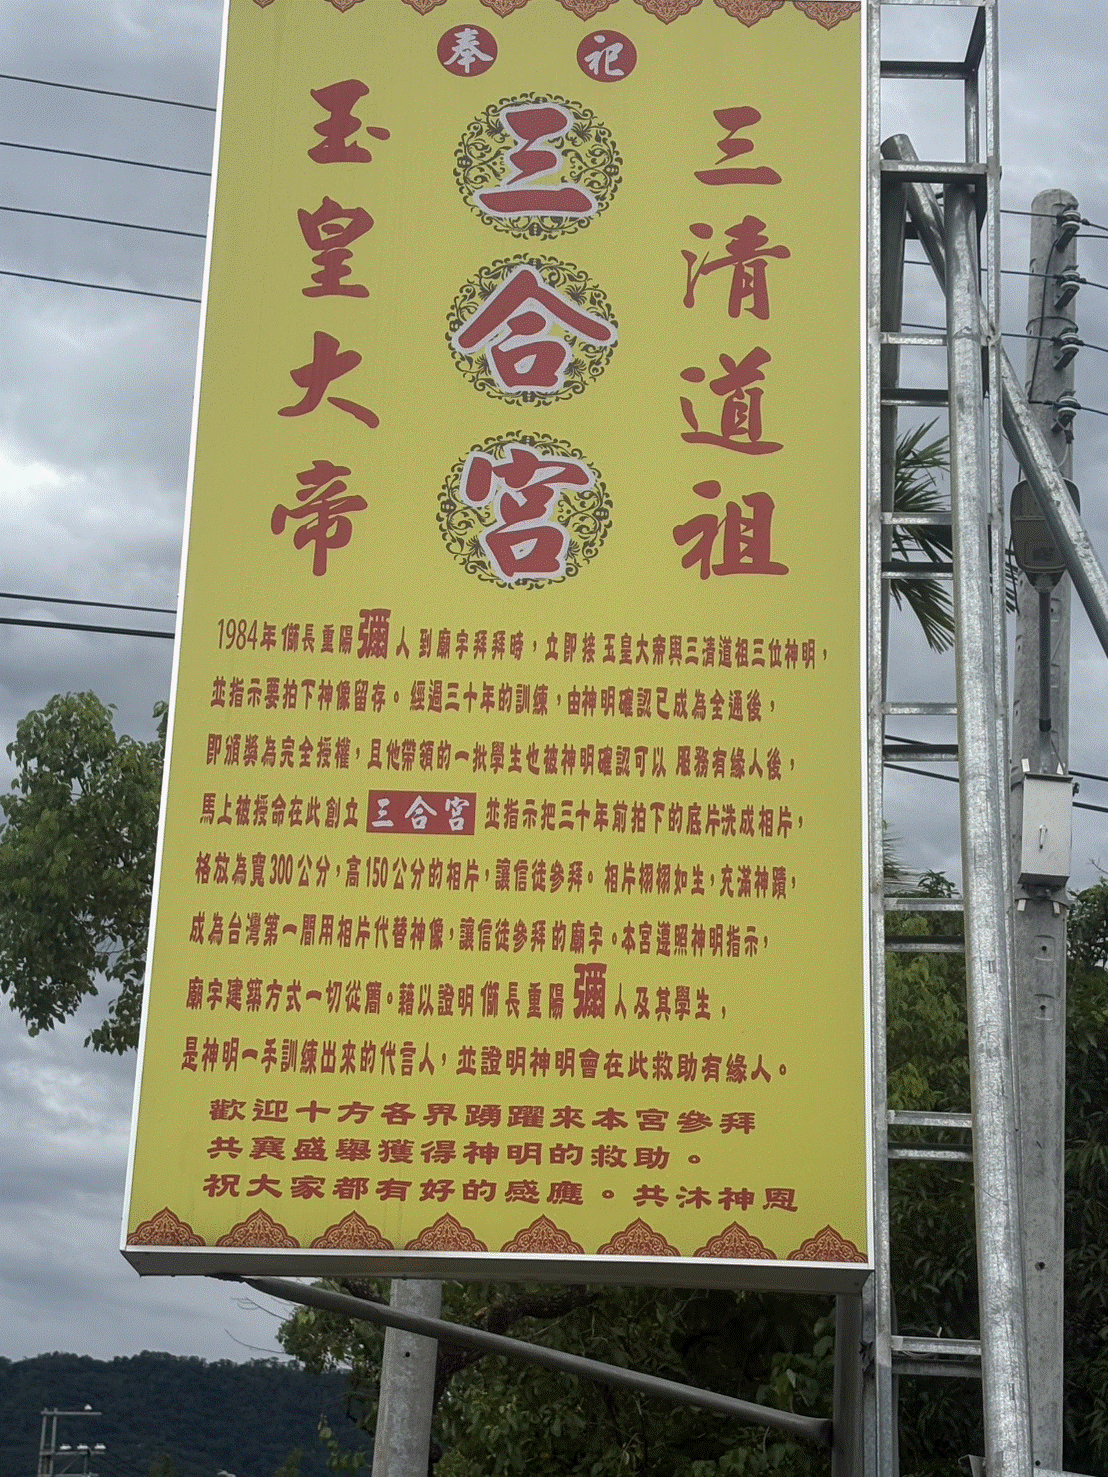 奉祀
三清道祖
三合宮
玉皇大帝
1984年師長重陽彌人到廟宇拜拜時，立即接玉皇大帝與三清道祖三位神明，
並指示要拍下神像留存。經過三十年的訓練，由神明確認已成為全通後，
即頒獎為完全授權，且他帶領的一批學生也被神明確認可以 服務有緣人後，
馬上被授命在此創立 三合宮 並指示把三十年前拍下的底片洗成相片，
格放為寬300公分，高150公分的相片，讓信徒參拜。相片栩栩如生，充滿神蹟，
成為台灣第一間用相片代替神像，讓信徒參拜的廟宇。本宮遵照神明指示，
廟宇建築方式一切從簡。藉以證明師長重陽彌人及其學生，
是神明一手訓練出來的代言人，並證明神明會在此救助有緣人。
歡迎十方各界踴躍來本宮參拜
共襄盛舉獲得神明的救助。
祝大家都有好的感應。共沐神恩